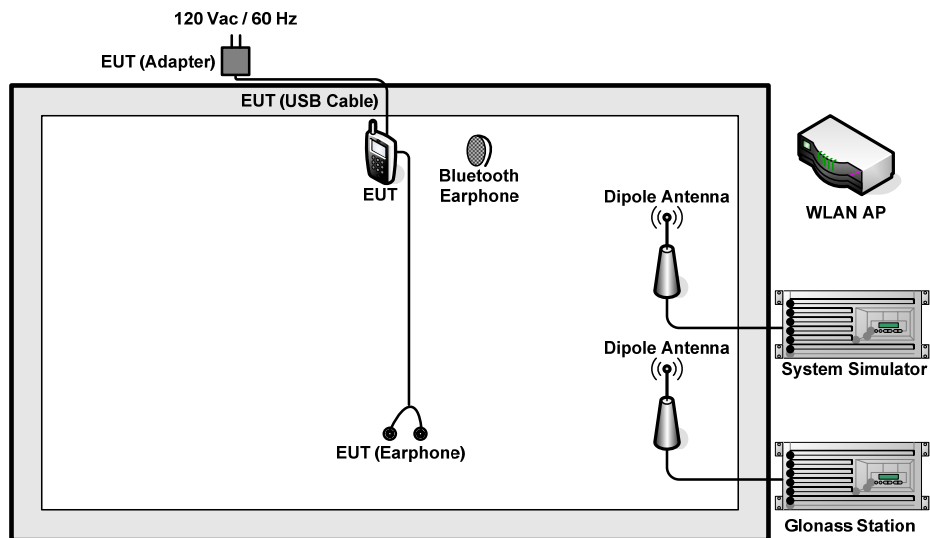 120 Vac / 60 Hz
EUT (Adapter)
EUT (USB Cable)
EUT
Bluetooth
Earphone
Dipole Antenna
WLAN AP
System Simulator
Dipole Antenna
EUT (Earphone)
Glonass Station